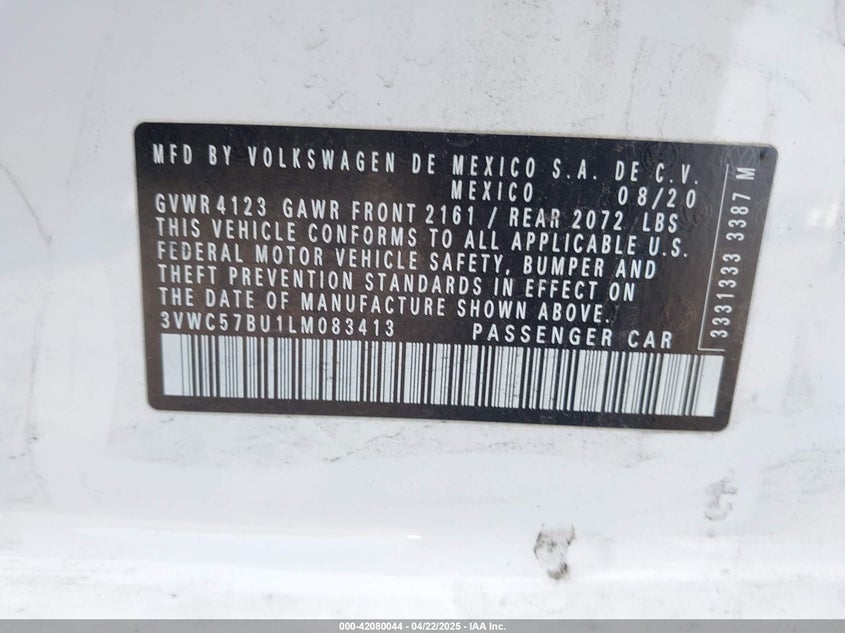 MFD BY VOLKSWAGEN DE MEXICO S.A. DE C.V.
MEXICO 08/20
GVWR 4123 GAWR FRONT 2161 / REAR 2072 LBS
THIS VEHICLE CONFORMS TO ALL APPLICABLE U.S.
FEDERAL MOTOR VEHICLE SAFETY, BUMPER AND
THEFT PREVENTION STANDARDS IN EFFECT ON
THE DATE OF MANUFACTURE SHOWN ABOVE.
3VWC57BU1LM083413 PASSENGER CAR
3331333 3387 M
000-42080044 - 04/22/2025 - IAA Inc.